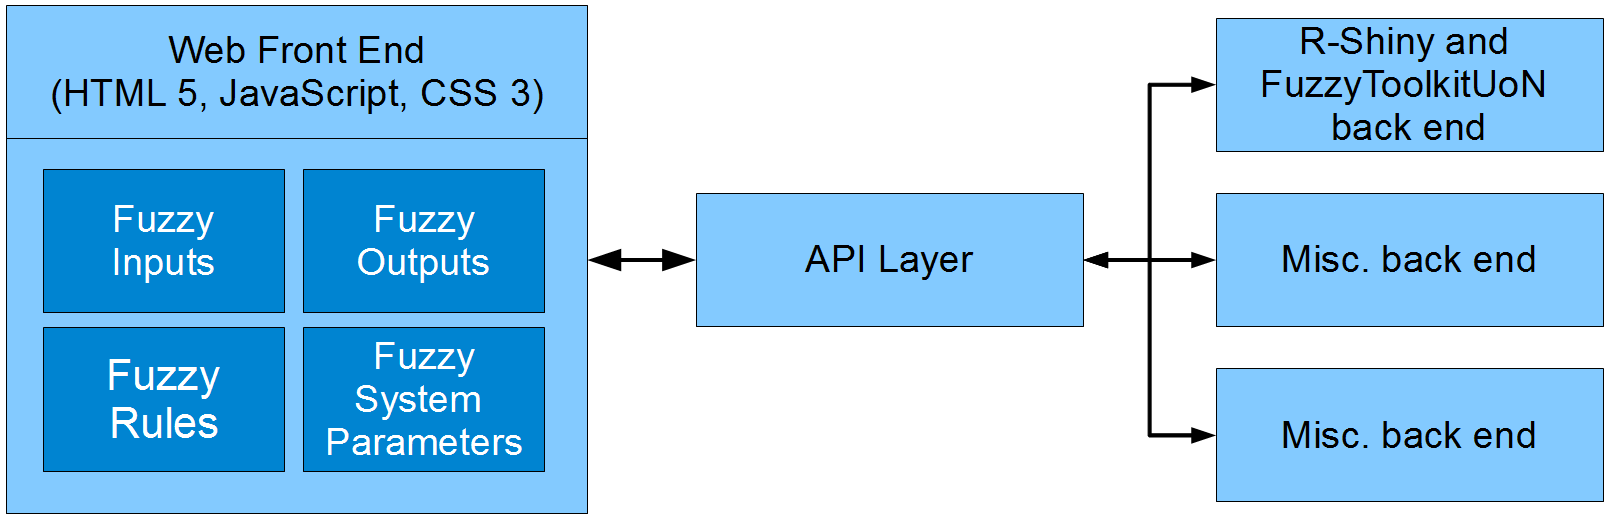 Web Front End
(HTML 5, JavaScript, CSS 3)
Fuzzy
Inputs
Fuzzy
Outputs
Fuzzy
Rules
Fuzzy
System
Parameters
API Layer
R-Shiny and
FuzzyToolkitUoN
back end
Misc. back end
Misc. back end